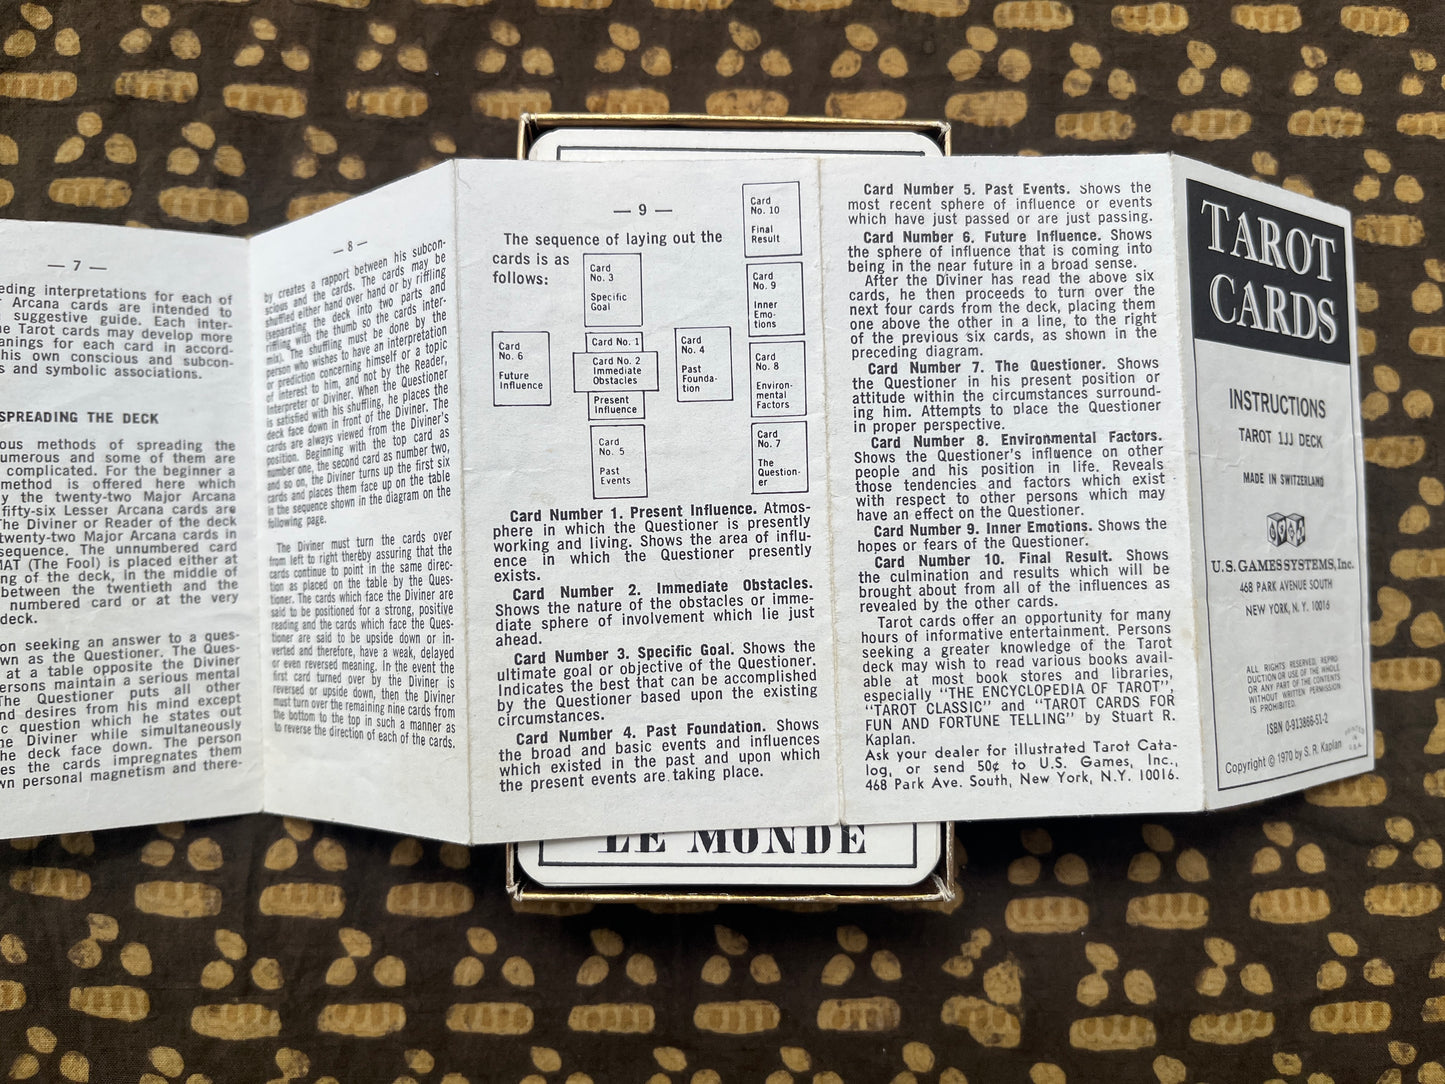 — 7 —
eding interpretations for each of
r Arcana cards are intended to
suggestive guide. Each inter-
ne Tarot cards may develop more
anings for each card in accord-
his own conscious and subcon-
s and symbolic associations.
SPREADING THE DECK
ous methods of spreading the
umerous and some of them are
complicated. For the beginner a
method is offered here which
y the twenty-two Major Arcana
fifty-six Lesser Arcana cards are
The Diviner or Reader of the deck
twenty-two Major Arcana cards in
sequence. The unnumbered card
MAT (The Fool) is placed either at
ng of the deck, in the middle of
between the twentieth and the
numbered card or at the very
deck.
on seeking an answer to a ques-
wn as the Questioner. The Ques-
at a table opposite the Diviner
ersons maintain a serious mental
The Questioner puts all other
nd desires from his mind except
ic question which he states out
he Diviner while simultaneously
he deck face down. The person
es the cards impregnates them
wn personal magnetism and there-
— 8 —
by creates a rapport between his subcon-
scious and the cards. The cards may be
shuffled either hand over hand or by riffling
(separating the deck into two parts and
riffling with the thumb so the cards inter-
mix). The shuffling must be done by the
person who wishes to have an interpretation
or prediction concerning himself or a topic
of interest to him, and not by the Reader,
Interpreter or Diviner. When the Questioner
is satisfied with his shuffling, he places the
deck face down in front of the Diviner. The
cards are always viewed from the Diviner's
position. Beginning with the top card as
number one, the second card as number two,
and so on, the Diviner turns up the first six
cards and places them face up on the table
in the sequence shown in the diagram on the
following page.
The Diviner must turn the cards over
from left to right thereby assuring that the
cards continue to point in the same direc-
tion as placed on the table by the Ques-
tioner. The cards which face the Diviner are
said to be positioned for a strong, positive
reading and the cards which face the Ques-
tioner are said to be upside down or in-
verted and therefore, have a weak, delayed
or even reversed meaning. In the event the
first card turned over by the Diviner is
reversed or upside down, then the Diviner
must turn over the remaining nine cards from
the bottom to the top in such a manner as
to reverse the direction of each of the cards.
— 9 —
The sequence of laying out the
cards is as
follows:
Card
No. 3
Specific
Goal
Card
No. 6
Future
Influence
Card No. 1
Card No. 2
Immediate
Obstacles
Present
Influence
Card
No. 4
Past
Founda-
tion
Card
No. 5
Past
Events
Card
No. 10
Final
Result
Card
No. 9
Inner
Emo-
tions
Card
No. 8
Environ-
mental
Factors
Card
No. 7
The
Question-
er
Card Number 1. Present Influence. Atmos-
phere in which the Questioner is presently
working and living. Shows the area of influ-
ence in which the Questioner presently
exists.
Card Number 2. Immediate Obstacles.
Shows the nature of the obstacles or imme-
diate sphere of involvement which lie just
ahead.
Card Number 3. Specific Goal. Shows the
ultimate goal or objective of the Questioner.
Indicates the best that can be accomplished
by the Questioner based upon the existing
circumstances.
Card Number 4. Past Foundation. Shows
the broad and basic events and influences
which existed in the past and upon which
the present events are taking place.
Card Number 5. Past Events. Shows the
most recent sphere of influence or events
which have just passed or are just passing.
Card Number 6. Future Influence. Shows
the sphere of influence that is coming into
being in the near future in a broad sense.
After the Diviner has read the above six
cards, he then proceeds to turn over the
next four cards from the deck, placing them
one above the other in a line, to the right
of the previous six cards, as shown in the
preceding diagram.
Card Number 7. The Questioner. Shows
the Questioner in his present position or
attitude within the circumstances surround-
ing him. Attempts to place the Questioner
in proper perspective.
Card Number 8. Environmental Factors.
Shows the Questioner's influence on other
people and his position in life. Reveals
those tendencies and factors which exist
with respect to other persons which may
have an effect on the Questioner.
Card Number 9. Inner Emotions. Shows the
hopes or fears of the Questioner.
Card Number 10. Final Result. Shows
the culmination and results which will be
brought about from all of the influences as
revealed by the other cards.
Tarot cards offer an opportunity for many
hours of informative entertainment. Persons
seeking a greater knowledge of the Tarot
deck may wish to read various books avail-
able at most book stores and libraries,
especially "THE ENCYCLOPEDIA OF TAROT",
"TAROT CLASSIC" and "TAROT CARDS FOR
FUN AND FORTUNE TELLING" by Stuart R.
Kaplan.
Ask your dealer for illustrated Tarot Cata-
log, or send 50¢ to U.S. Games, Inc.,
468 Park Ave. South, New York, N.Y. 10016.
TAROT
CARDS
INSTRUCTIONS
TAROT 1JJ DECK
MADE IN SWITZERLAND
U.S. GAMES SYSTEMS, Inc.
468 PARK AVENUE SOUTH
NEW YORK, N. Y. 10016
ALL RIGHTS RESERVED. REPRO-
DUCTION OR USE OF THE WHOLE
OR ANY PART OF THE CONTENTS
WITHOUT WRITTEN PERMISSION
IS PROHIBITED.
ISBN 0-913866-51-2
Copyright © 1970 by S. R. Kaplan
PRINTED
IN
U.S.A.
LE MONDE